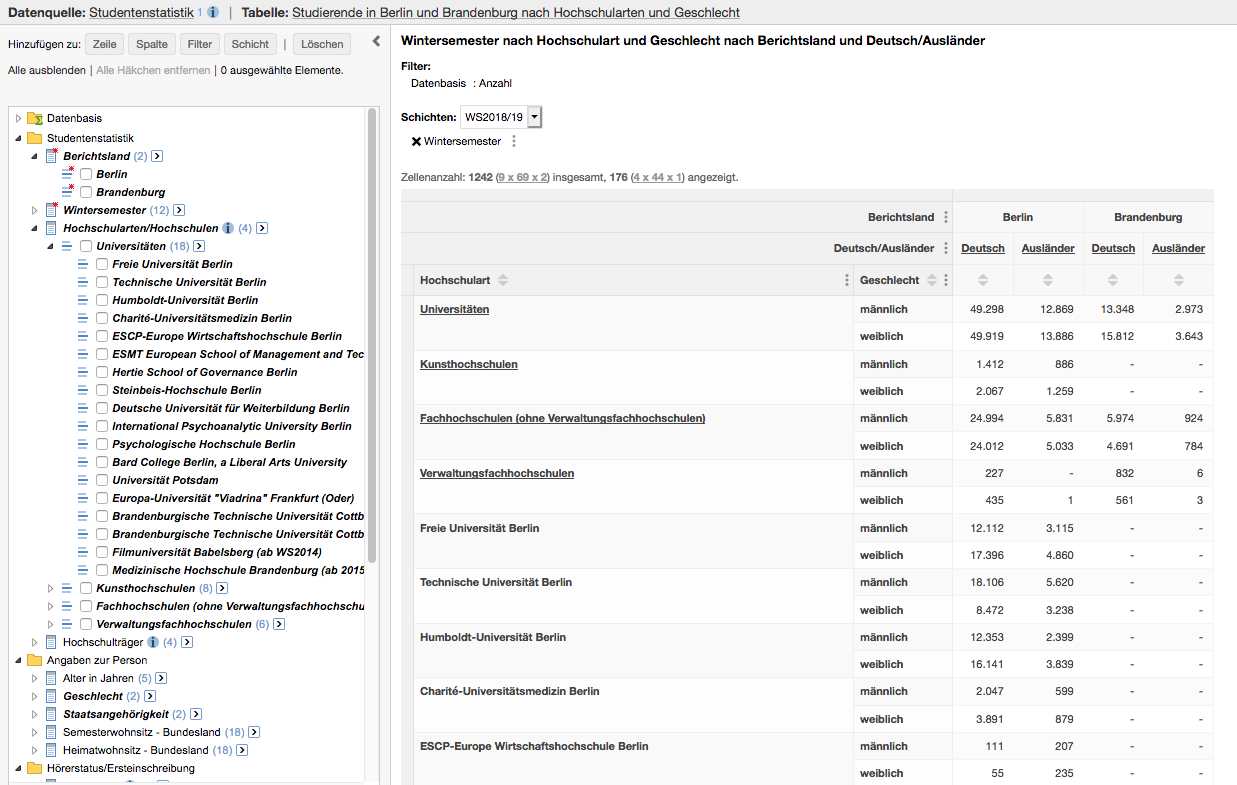 Datenquelle: Studentenstatistik 1 i | Tabelle: Studierende in Berlin und Brandenburg nach Hochschularten und Geschlecht
Hinzufügen zu: Zeile Spalte Filter Schicht | Löschen
Alle ausblenden | Alle Häkchen entfernen | 0 ausgewählte Elemente.
Datenbasis
Studentenstatistik
Berichtsland (2)
Berlin
Brandenburg
Wintersemester (12)
Hochschularten/Hochschulen i (4)
Universitäten (18)
Freie Universität Berlin
Technische Universität Berlin
Humboldt-Universität Berlin
Charité-Universitätsmedizin Berlin
ESCP-Europe Wirtschaftshochschule Berlin
ESMT European School of Management and Tec
Hertie School of Governance Berlin
Steinbeis-Hochschule Berlin
Deutsche Universität für Weiterbildung Berlin
International Psychoanalytic University Berlin
Psychologische Hochschule Berlin
Bard College Berlin, a Liberal Arts University
Universität Potsdam
Europa-Universität "Viadrina" Frankfurt (Oder)
Brandenburgische Technische Universität Cottb
Brandenburgische Technische Universität Cottb
Filmuniversität Babelsberg (ab WS2014)
Medizinische Hochschule Brandenburg (ab 2015
Kunsthochschulen (8)
Fachhochschulen (ohne Verwaltungsfachhochschu
Verwaltungsfachhochschulen (6)
Hochschulträger i (4)
Angaben zur Person
Alter in Jahren (5)
Geschlecht (2)
Staatsangehörigkeit (2)
Semesterwohnsitz - Bundesland (18)
Heimatwohnsitz - Bundesland (18)
Hörerstatus/Ersteinschreibung
Wintersemester nach Hochschulart und Geschlecht nach Berichtsland und Deutsch/Ausländer
Filter:
Datenbasis : Anzahl
Schichten: WS2018/19
Wintersemester
Zellenanzahl: 1242 (9 x 69 x 2) insgesamt, 176 (4 x 44 x 1) angezeigt.
Berichtsland Berlin Brandenburg
Deutsch/Ausländer Deutsch Ausländer Deutsch Ausländer
Hochschulart Geschlecht
Universitäten männlich 49.298 12.869 13.348 2.973
weiblich 49.919 13.886 15.812 3.643
Kunsthochschulen männlich 1.412 886 - -
weiblich 2.067 1.259 - -
Fachhochschulen (ohne Verwaltungsfachhochschulen) männlich 24.994 5.831 5.974 924
weiblich 24.012 5.033 4.691 784
Verwaltungsfachhochschulen männlich 227 - 832 6
weiblich 435 1 561 3
Freie Universität Berlin männlich 12.112 3.115 - -
weiblich 17.396 4.860 - -
Technische Universität Berlin männlich 18.106 5.620 - -
weiblich 8.472 3.238 - -
Humboldt-Universität Berlin männlich 12.353 2.399 - -
weiblich 16.141 3.839 - -
Charité-Universitätsmedizin Berlin männlich 2.047 599 - -
weiblich 3.891 879 - -
ESCP-Europe Wirtschaftshochschule Berlin männlich 111 207 - -
weiblich 55 235 - -